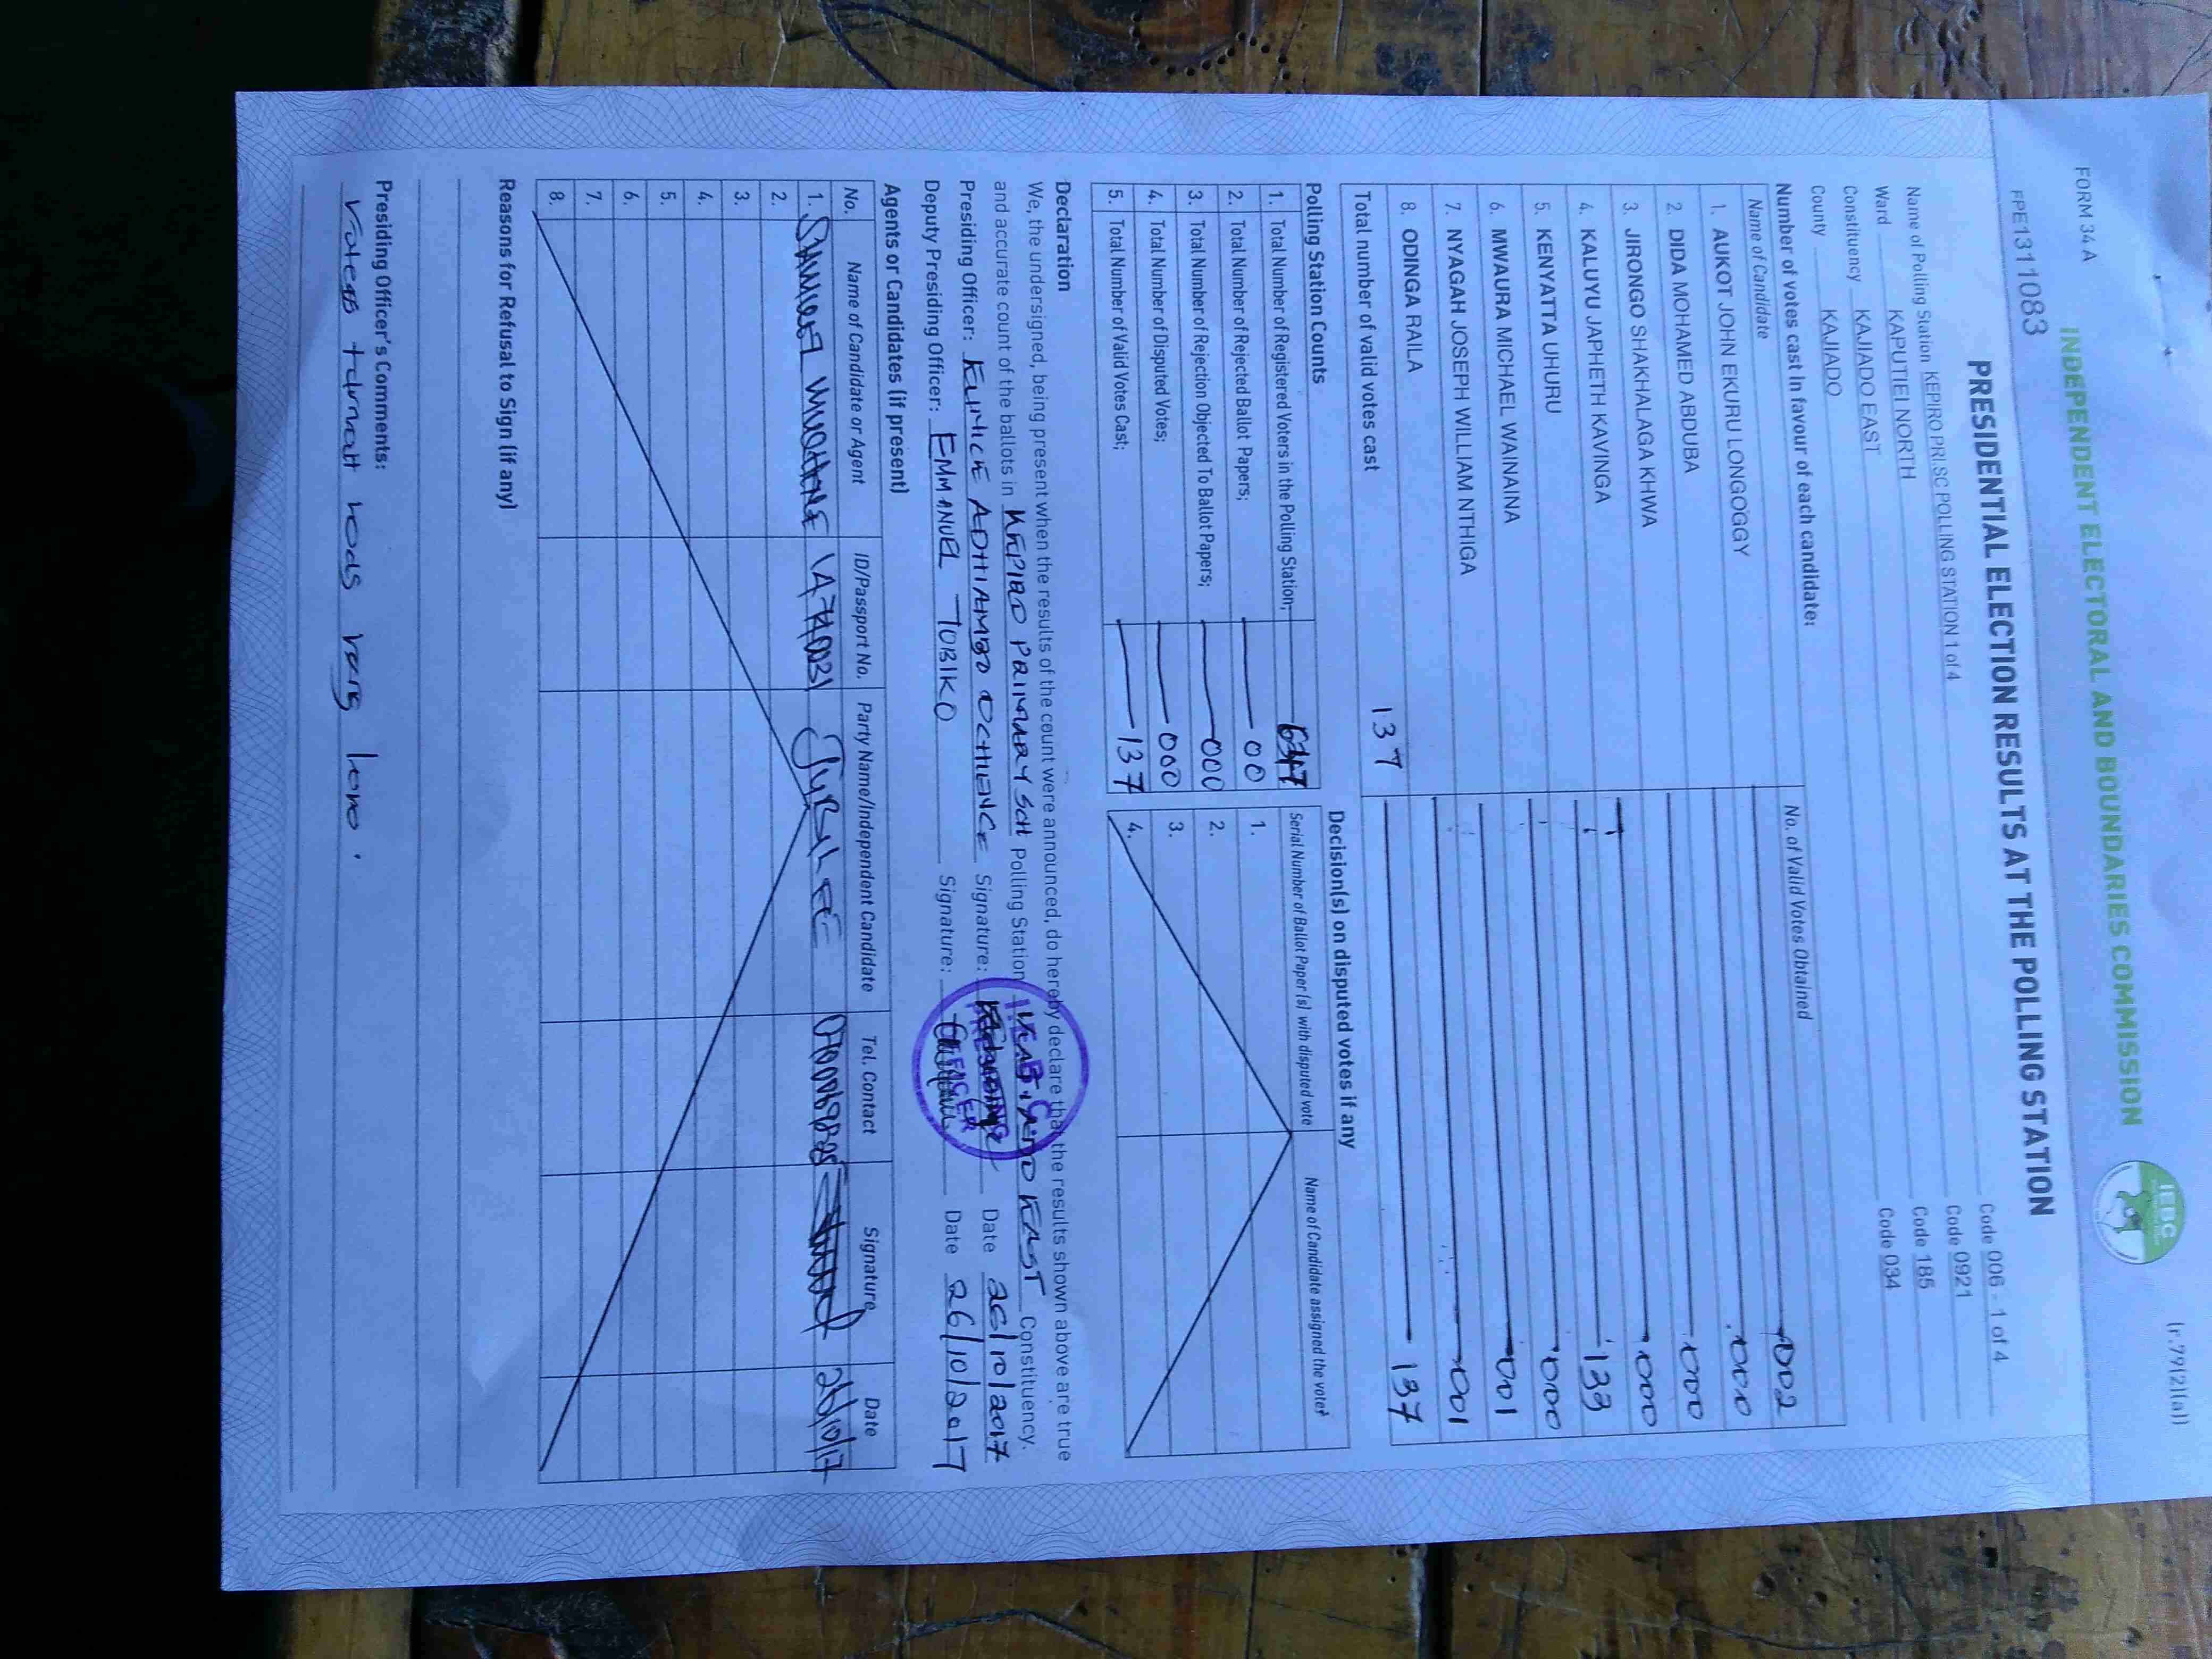 FORM 34A
(r.79(2)(a))
INDEPENDENT ELECTORAL AND BOUNDARIES COMMISSION
IEBC
FPE1311083
PRESIDENTIAL ELECTION RESULTS AT THE POLLING STATION
Name of Polling Station KEPIRO PRI.SC POLLING STATION 1 of 4 Code 006 - 1 of 4
Ward KAPUTIEI NORTH Code 0921
Constituency KAJIADO EAST Code 185
County KAJIADO Code 034
Number of votes cast in favour of each candidate:
Name of Candidate No. of Valid Votes Obtained
1. AUKOT JOHN EKURU LONGOGGY 002
2. DIDA MOHAMED ABDUBA 000
3. JIRONGO SHAKHALAGA KHWA 000
4. KALUYU JAPHETH KAVINGA 000
5. KENYATTA UHURU 133
6. MWAURA MICHAEL WAINAINA 000
7. NYAGAH JOSEPH WILLIAM NTHIGA 001
8. ODINGA RAILA 001
Total number of valid votes cast 137 137
Polling Station Counts
1. Total Number of Registered Voters in the Polling Station; 647
2. Total Number of Rejected Ballot Papers; 00
3. Total Number of Rejection Objected To Ballot Papers; 000
4. Total Number of Disputed Votes; 000
5. Total Number of Valid Votes Cast; 137
Decision(s) on disputed votes if any
Serial Number of Ballot Paper(s) with disputed vote Name of Candidate assigned the vote
1.
2.
3.
4.
Declaration
We, the undersigned, being present when the results of the count were announced, do hereby declare that the results shown above are true
and accurate count of the ballots in KEPIRO PRIMARY SCH Polling Station KAJIADO EAST Constituency.
Presiding Officer: EUNICE ADHIAMBO OCHIENCE Signature: Date 26/10/2017
Deputy Presiding Officer: EMMANUEL TOBIKO Signature: Date 26/10/2017
I.E.B.C
PRESIDING
OFFICER
Agents or Candidates (if present)
No. Name of Candidate or Agent ID/Passport No. Party Name/Independent Candidate Tel. Contact Signature Date
1. SAMUEL JUBILEE 26/10/17
2.
3.
4.
5.
6.
7.
8.
Reasons for Refusal to Sign (if any)
Presiding Officer's Comments:
Voters turnout was very low.